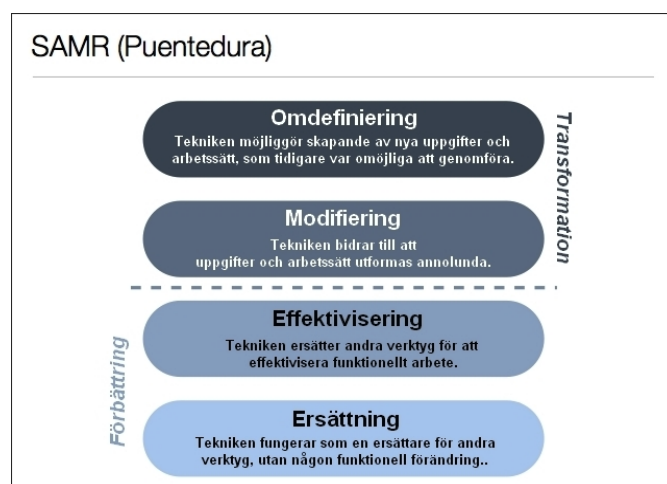 SAMR (Puentedura)
Omdefiniering
Tekniken möjliggör skapande av nya uppgifter och
arbetssätt, som tidigare var omöjliga att genomföra.
Transformation
Modifiering
Tekniken bidrar till att
uppgifter och arbetssätt utformas annolunda.
Effektivisering
Tekniken ersätter andra verktyg för att
effektivisera funktionellt arbete.
Förbättring
Ersättning
Tekniken fungerar som en ersättare för andra
verktyg, utan någon funktionell förändring..